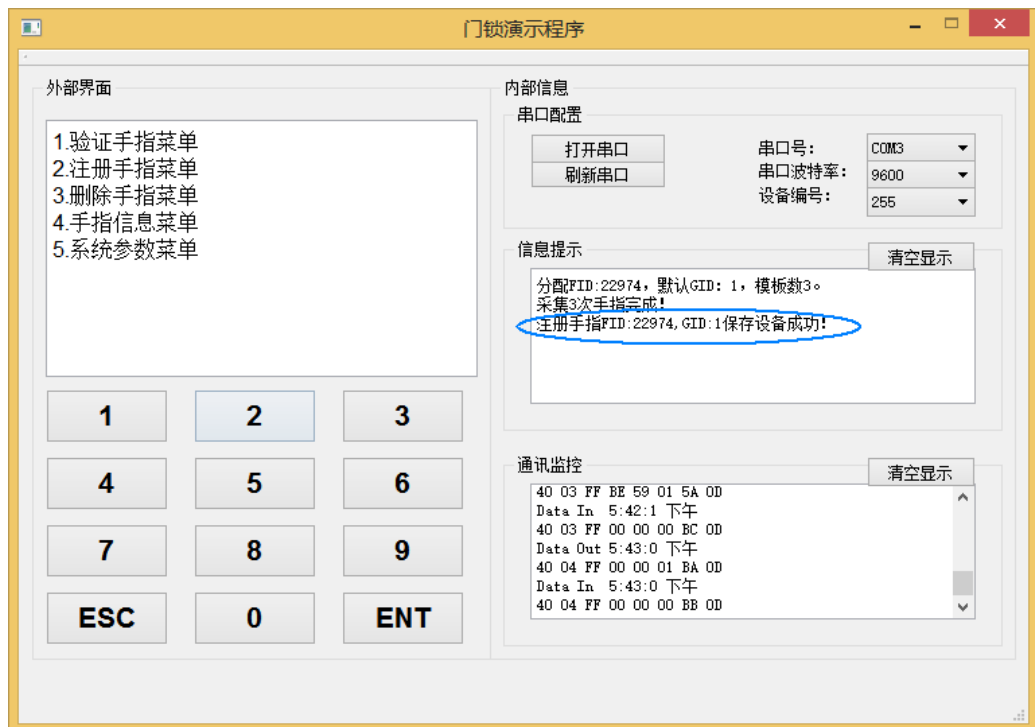 门锁演示程序
外部界面
1.验证手指菜单
2.注册手指菜单
3.删除手指菜单
4.手指信息菜单
5.系统参数菜单
1
2
3
4
5
6
7
8
9
ESC
0
ENT
内部信息
串口配置
打开串口
刷新串口
串口号: COM3
串口波特率: 9600
设备编号: 255
信息提示
清空显示
分配FID:22974, 默认GID: 1, 模板数3。
采集3次手指完成!
注册手指FID:22974,GID:1保存设备成功!
通讯监控
清空显示
40 03 FF BE 59 01 5A 0D
Data In 5:42:1 下午
40 03 FF 00 00 00 BC 0D
Data Out 5:43:0 下午
40 04 FF 00 00 01 BA 0D
Data In 5:43:0 下午
40 04 FF 00 00 00 BB 0D